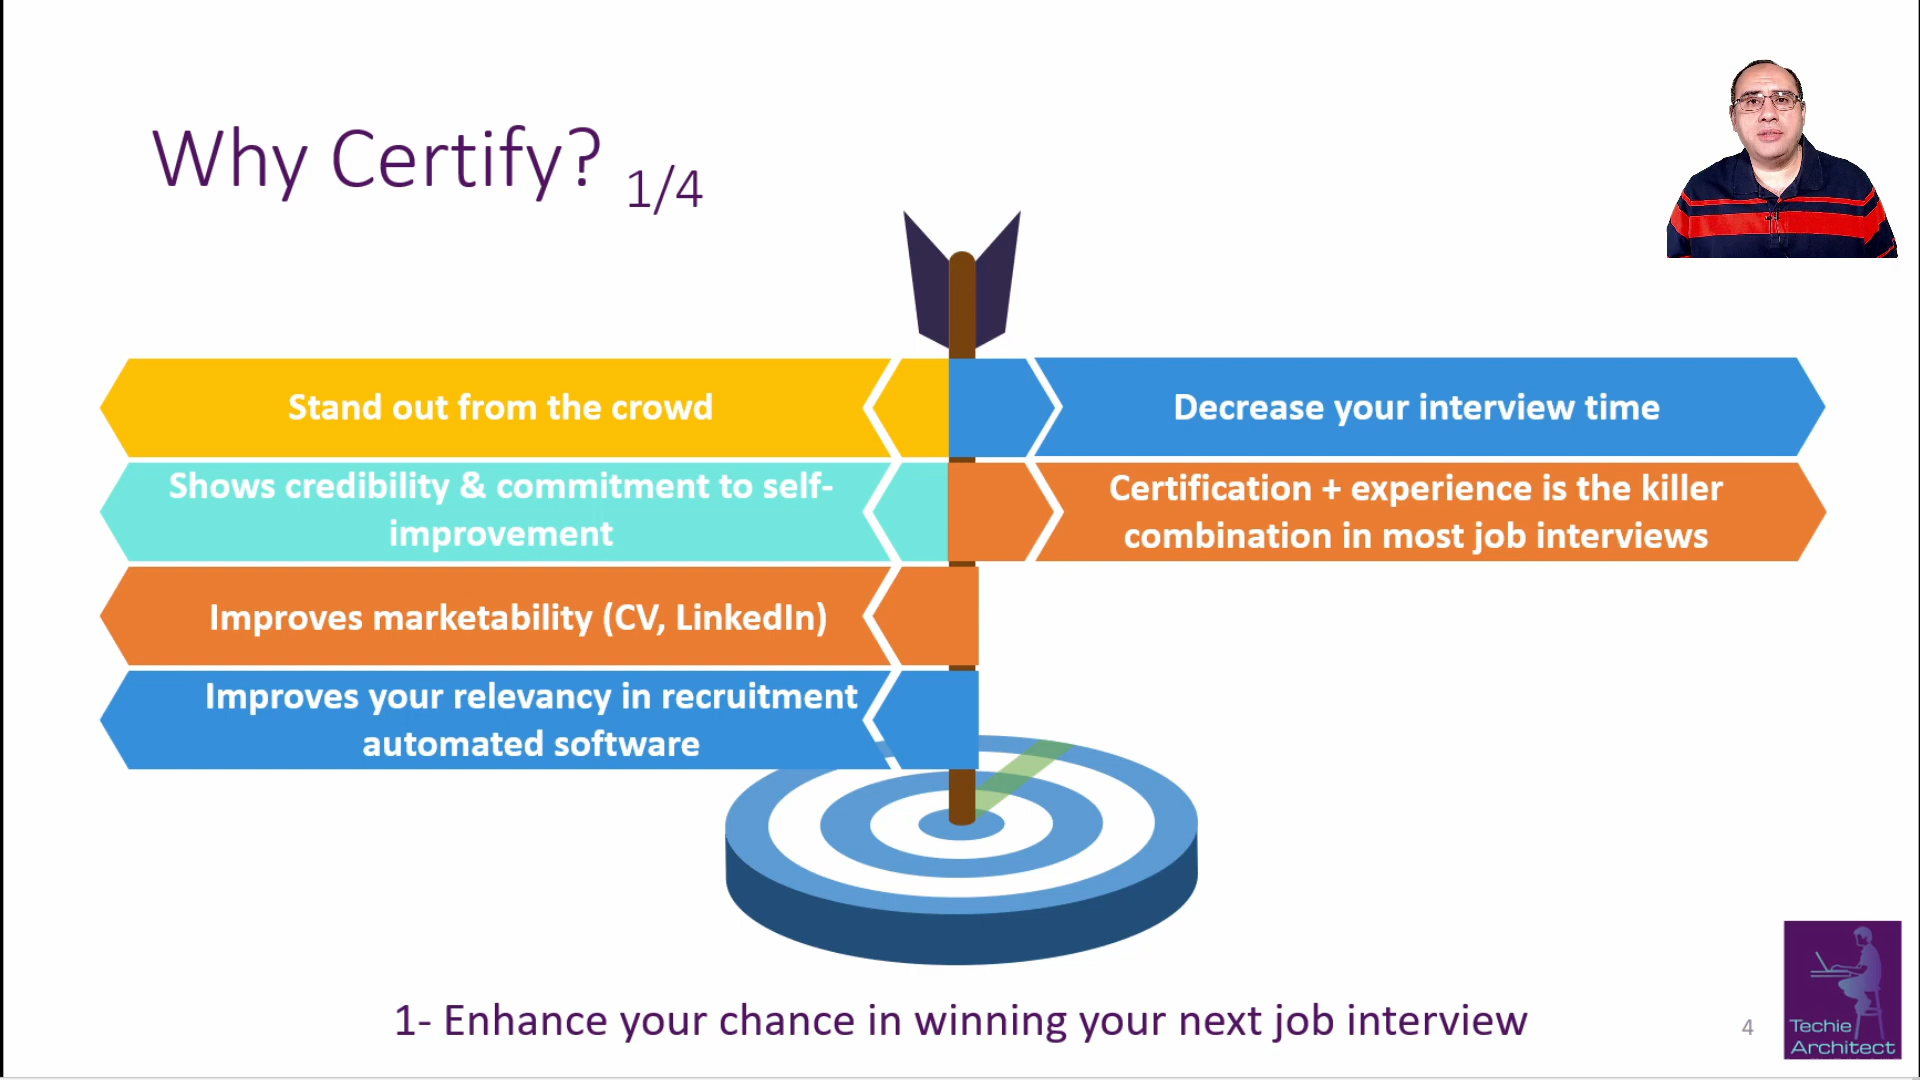 Why Certify? 1/4
Stand out from the crowd
Shows credibility & commitment to self-
improvement
Improves marketability (CV, LinkedIn)
Improves your relevancy in recruitment
automated software
Decrease your interview time
Certification + experience is the killer
combination in most job interviews
1- Enhance your chance in winning your next job interview
4
Techie
Architect